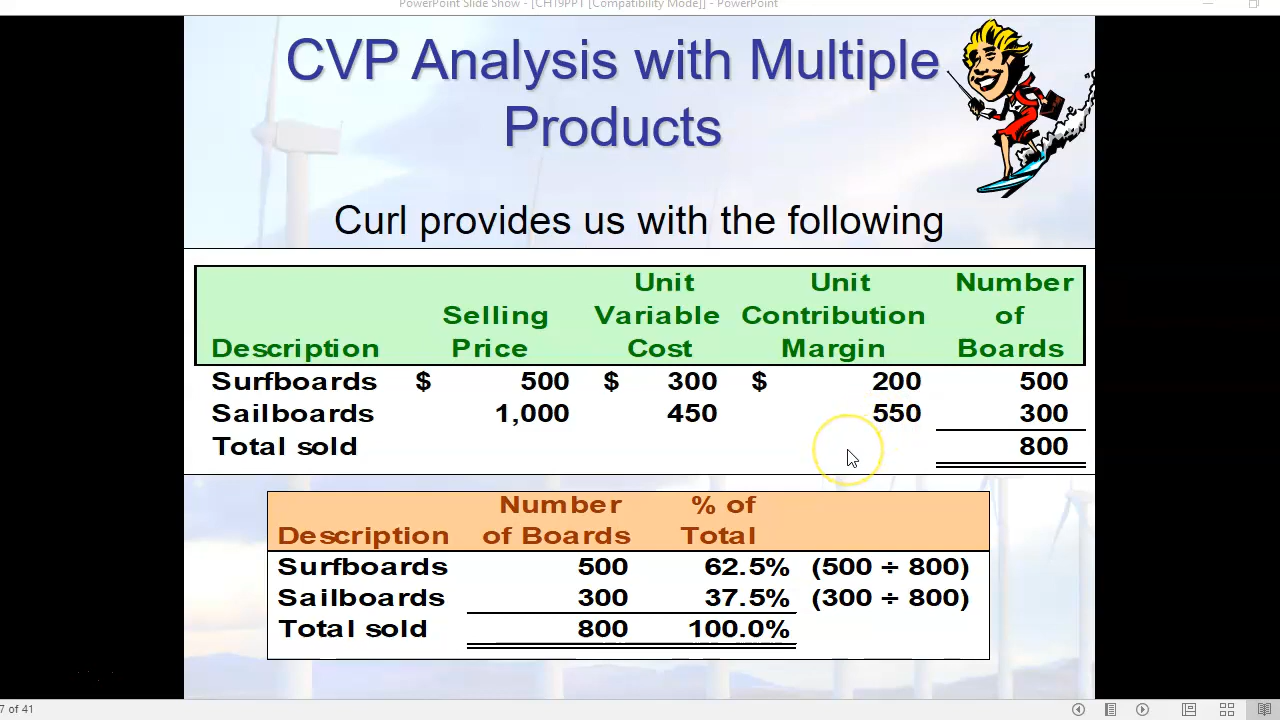 PowerPoint Slide Show - [CH19PPT [Compatibility Mode]] - PowerPoint
CVP Analysis with Multiple
Products
Curl provides us with the following
Unit Unit Number
Selling Variable Contribution of
Description Price Cost Margin Boards
Surfboards $ 500 $ 300 $ 200 500
Sailboards 1,000 450 550 300
Total sold 800
Number % of
Description of Boards Total
Surfboards 500 62.5% (500 ÷ 800)
Sailboards 300 37.5% (300 ÷ 800)
Total sold 800 100.0%
7 of 41